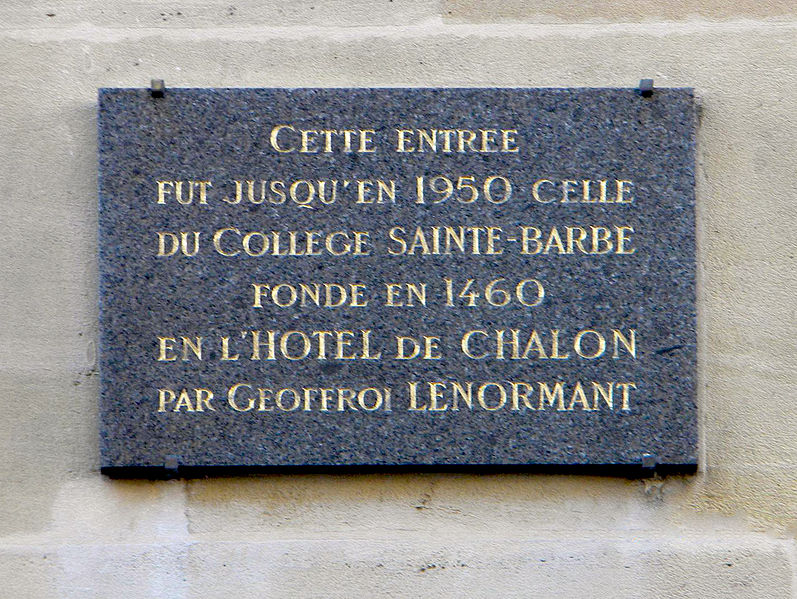 CETTE ENTREE
FUT JUSQU'EN 1950 CELLE
DU COLLEGE SAINTE-BARBE
FONDE EN 1460
EN L'HOTEL DE CHALON
PAR GEOFFROI LENORMANT